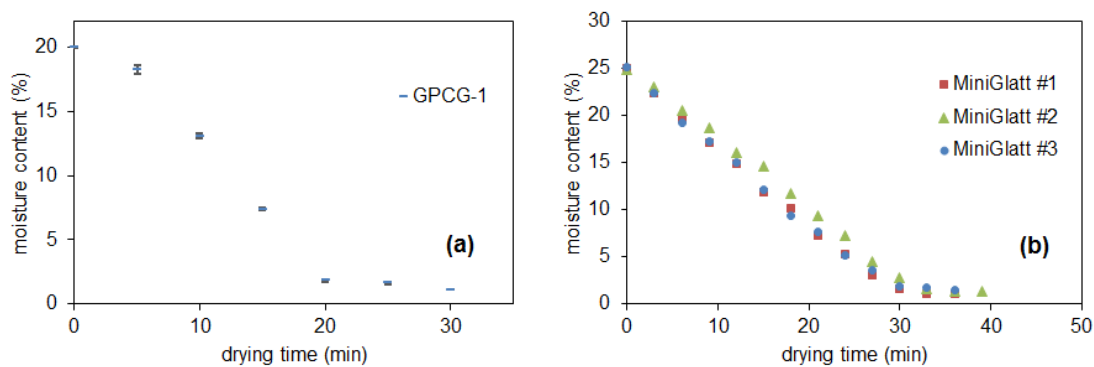 20
15
10
5
0
moisture content (%)
GPCG-1
(a)
0 10 20 30
drying time (min)
30
25
20
15
10
5
0
moisture content (%)
MiniGlatt #1
MiniGlatt #2
MiniGlatt #3
(b)
0 10 20 30 40 50
drying time (min)